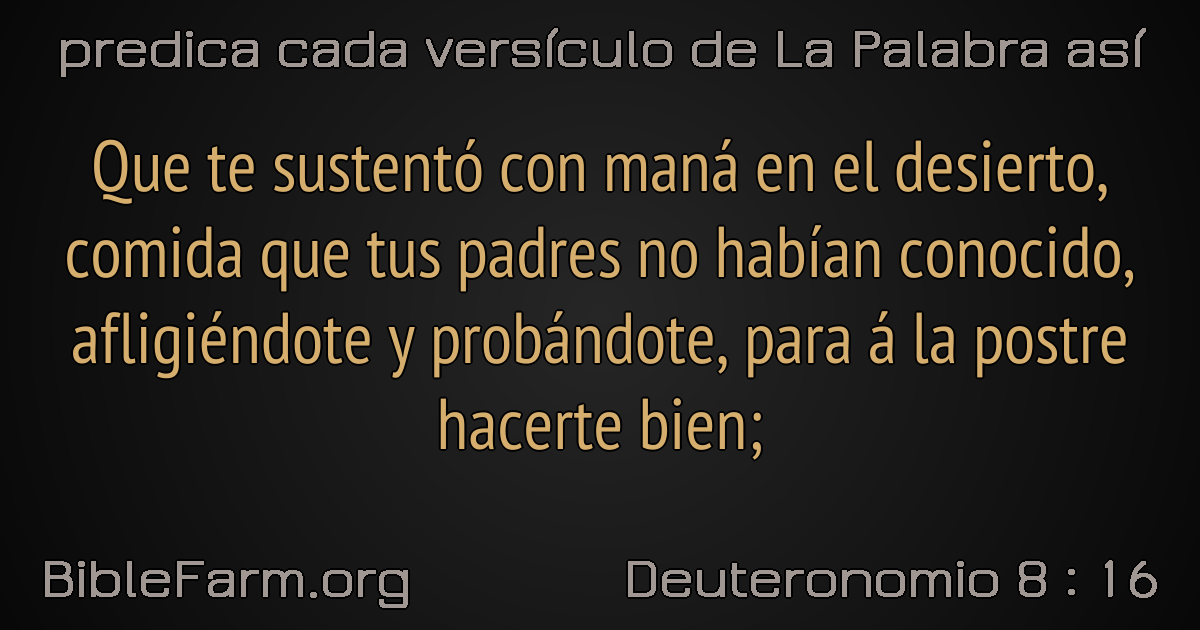 predica cada versículo de La Palabra así
Que te sustentó con maná en el desierto,
comida que tus padres no habían conocido,
afligiéndote y probándote, para á la postre
hacerte bien;
BibleFarm.org
Deuteronomio 8 : 16